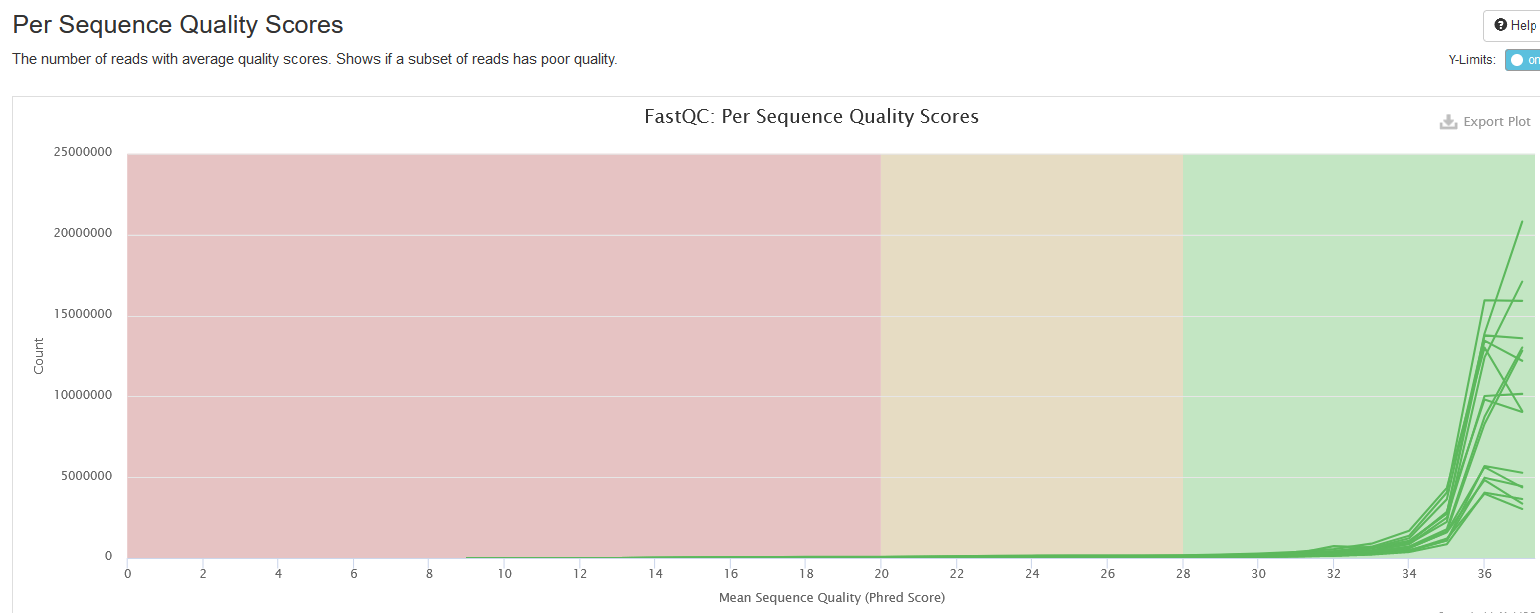 Per Sequence Quality Scores
Help
The number of reads with average quality scores. Shows if a subset of reads has poor quality.
Y-Limits: on
FastQC: Per Sequence Quality Scores
Export Plot
25000000
20000000
15000000
10000000
5000000
0
Count
0 2 4 6 8 10 12 14 16 18 20 22 24 26 28 30 32 34 36
Mean Sequence Quality (Phred Score)